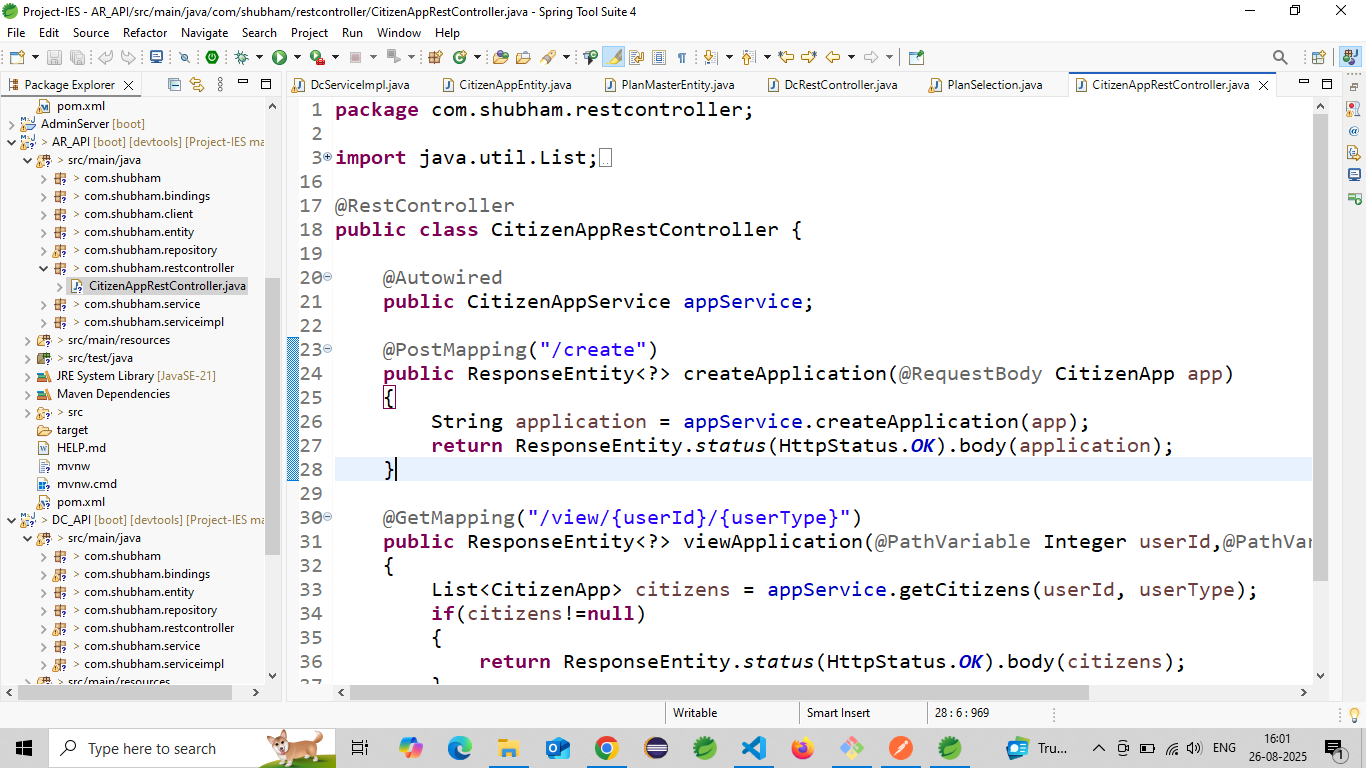 Project-IES - AR_API/src/main/java/com/shubham/restcontroller/CitizenAppRestController.java - Spring Tool Suite 4
File Edit Source Refactor Navigate Search Project Run Window Help
Package Explorer
pom.xml
AdminServer [boot]
> AR_API [boot] [devtools] [Project-IES ma
> src/main/java
> com.shubham
> com.shubham.bindings
> com.shubham.client
> com.shubham.entity
> com.shubham.repository
> com.shubham.restcontroller
CitizenAppRestController.java
> com.shubham.service
> com.shubham.serviceimpl
> src/main/resources
> src/test/java
JRE System Library [JavaSE-21]
Maven Dependencies
> src
target
HELP.md
mvnw
mvnw.cmd
pom.xml
> DC_API [boot] [devtools] [Project-IES ma
> src/main/java
> com.shubham
> com.shubham.bindings
> com.shubham.entity
> com.shubham.repository
> com.shubham.restcontroller
> com.shubham.service
> com.shubham.serviceimpl
> src/main/resources
DcServiceImpl.java CitizenAppEntity.java PlanMasterEntity.java DcRestController.java PlanSelection.java CitizenAppRestController.java
1 package com.shubham.restcontroller;
2
3 import java.util.List;
16
17 @RestController
18 public class CitizenAppRestController {
19
20 @Autowired
21 public CitizenAppService appService;
22
23 @PostMapping("/create")
24 public ResponseEntity<?> createApplication(@RequestBody CitizenApp app)
25 {
26 String application = appService.createApplication(app);
27 return ResponseEntity.status(HttpStatus.OK).body(application);
28 }
29
30 @GetMapping("/view/{userId}/{userType}")
31 public ResponseEntity<?> viewApplication(@PathVariable Integer userId,@PathVar
32 {
33 List<CitizenApp> citizens = appService.getCitizens(userId, userType);
34 if(citizens!=null)
35 {
36 return ResponseEntity.status(HttpStatus.OK).body(citizens);
37 }
Writable Smart Insert 28 : 6 : 969
Type here to search
Tru...
ENG
16:01
26-08-2025
1